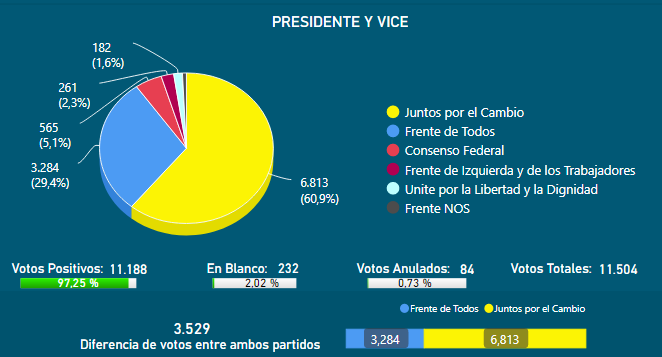 PRESIDENTE Y VICE
182
(1,6%)
261
(2,3%)
565
(5,1%)
3.284
(29,4%)
6.813
(60,9%)
Juntos por el Cambio
Frente de Todos
Consenso Federal
Frente de Izquierda y de los Trabajadores
Unite por la Libertad y la Dignidad
Frente NOS
Votos Positivos: 11.188
97,25 %
En Blanco: 232
2,02 %
Votos Anulados: 84
0,73 %
Votos Totales: 11.504
Frente de Todos Juntos por el Cambio
3.529
Diferencia de votos entre ambos partidos
3,284 6,813